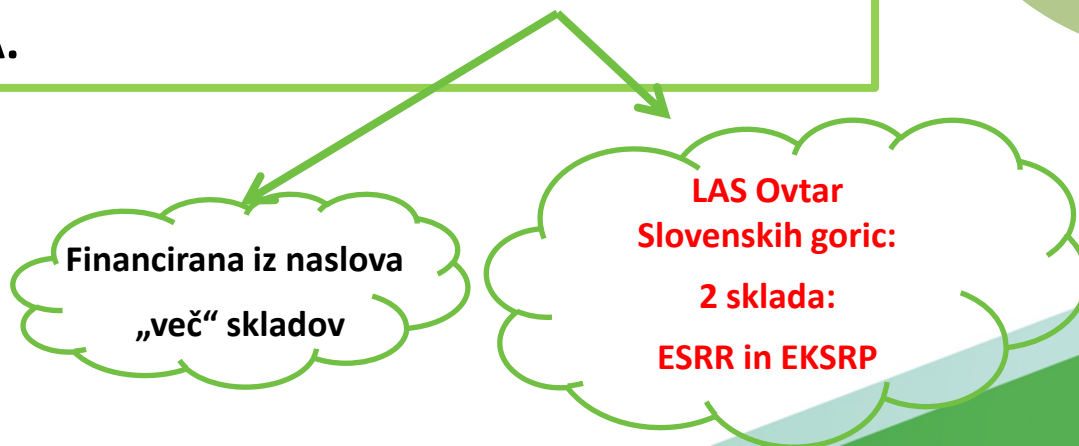 A.
Financirana iz naslova
„več“ skladov
LAS Ovtar
Slovenskih goric:
2 sklada:
ESRR in EKSRP